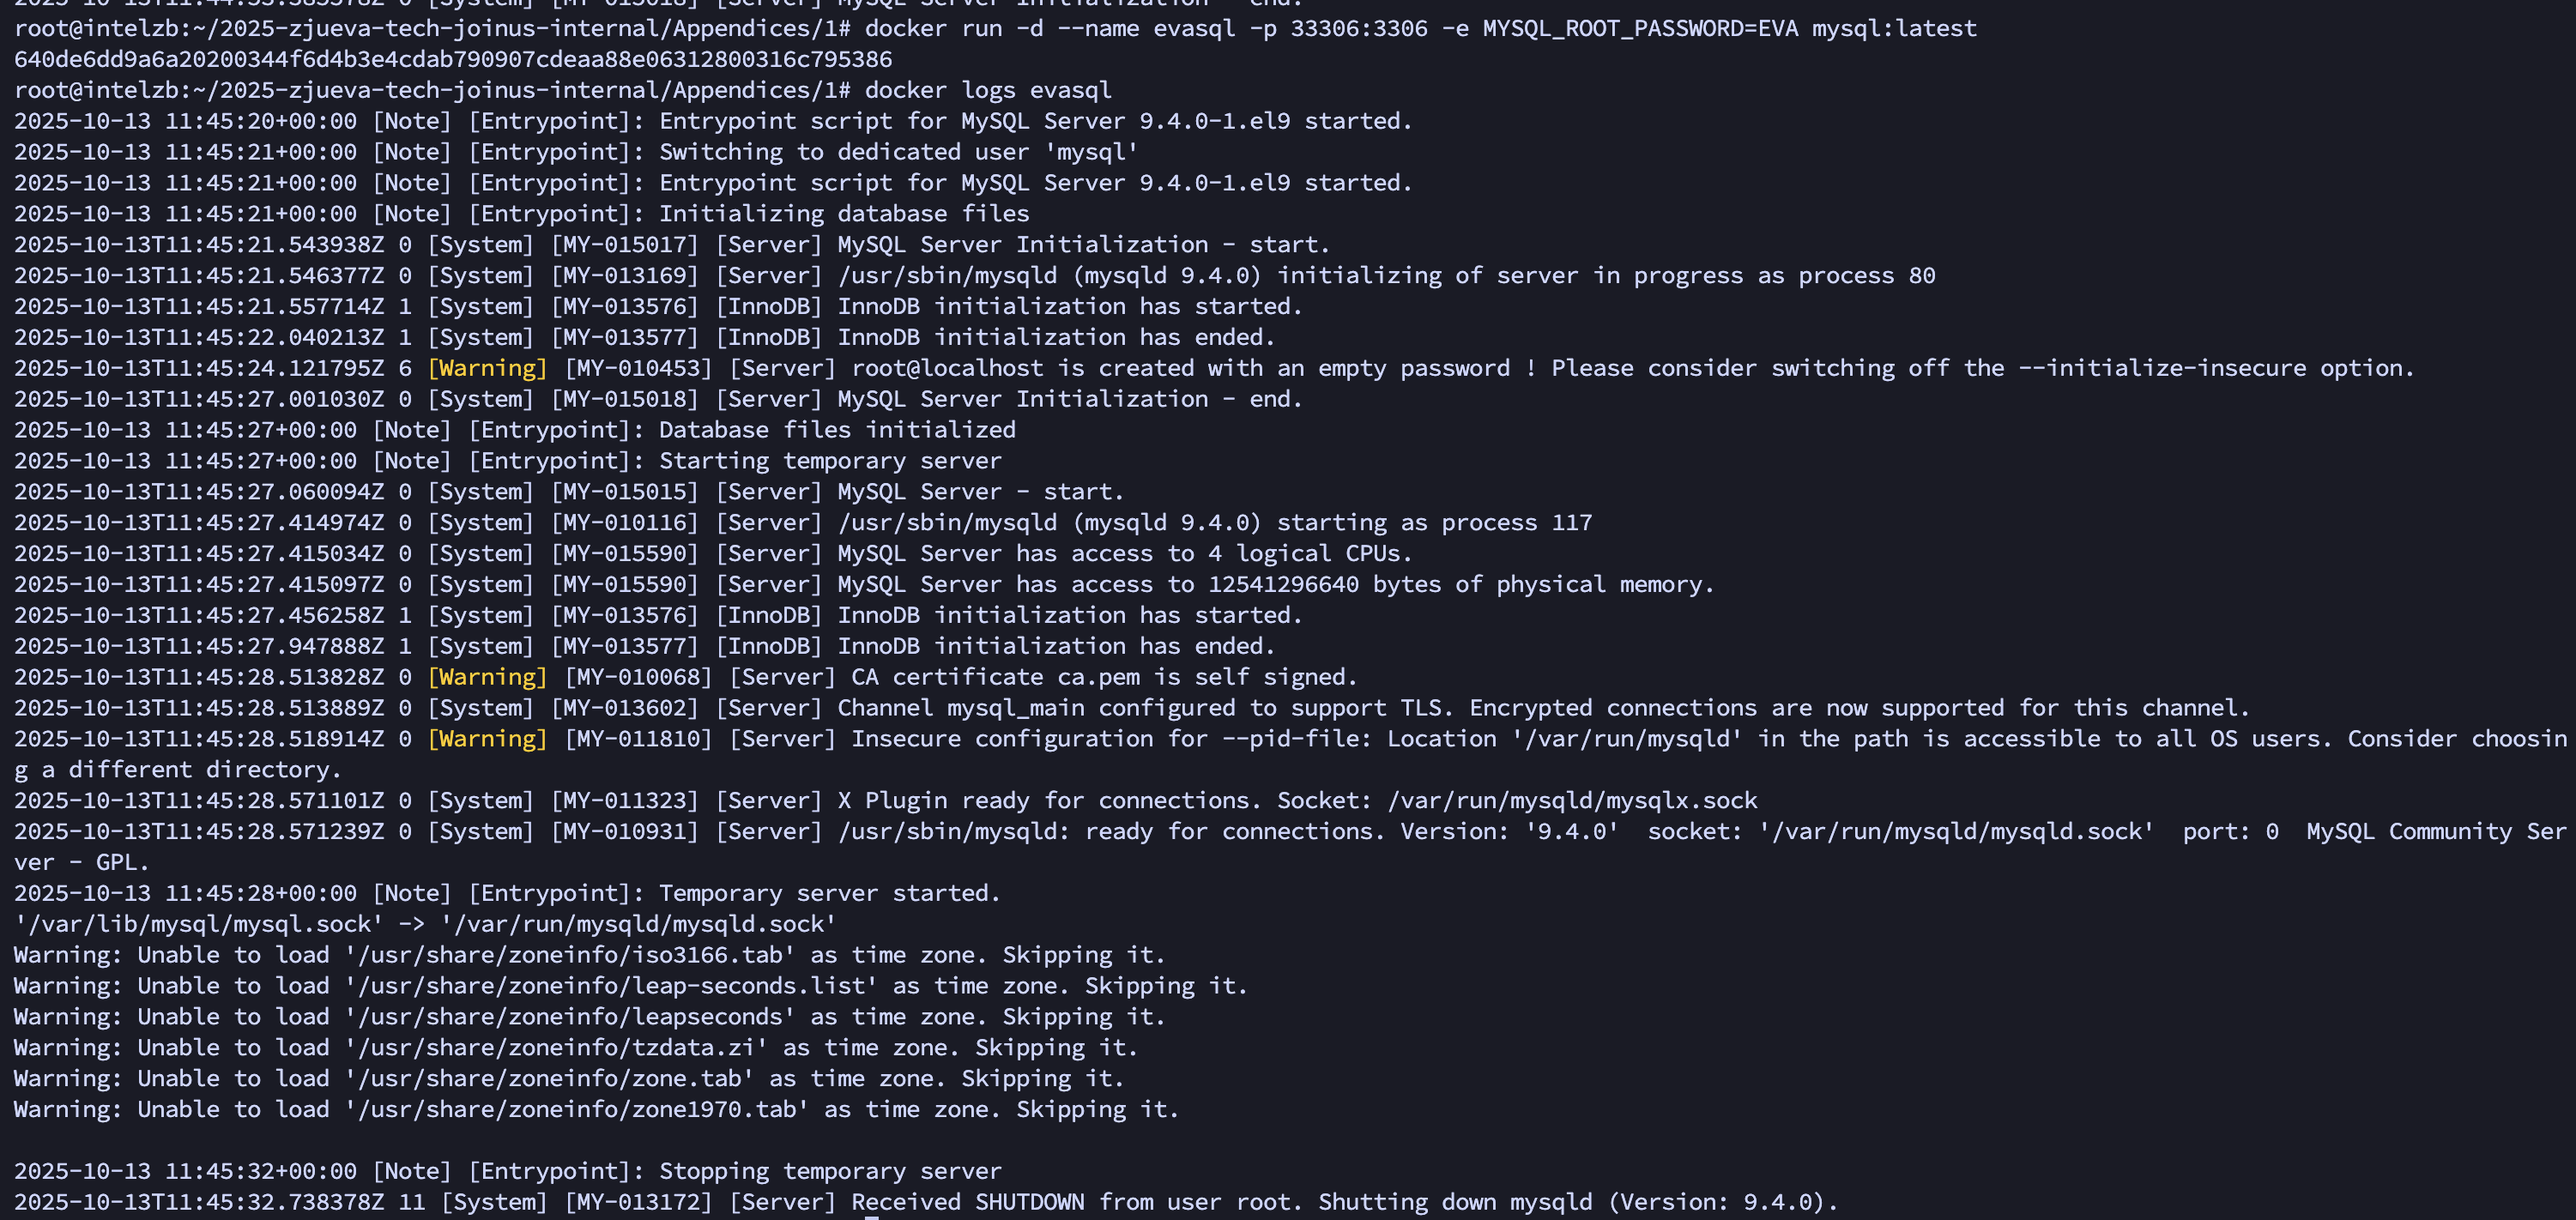 2025-10-13T11:44:53.383378Z 0 [System] [MY-015018] [Server] MySQL Server Initialization - end.
root@intelzb:~/2025-zjueva-tech-joinus-internal/Appendices/1# docker run -d --name evasql -p 33306:3306 -e MYSQL_ROOT_PASSWORD=EVA mysql:latest
640de6dd9a6a20200344f6d4b3e4cdab790907cdeaa88e06312800316c795386
root@intelzb:~/2025-zjueva-tech-joinus-internal/Appendices/1# docker logs evasql
2025-10-13 11:45:20+00:00 [Note] [Entrypoint]: Entrypoint script for MySQL Server 9.4.0-1.el9 started.
2025-10-13 11:45:21+00:00 [Note] [Entrypoint]: Switching to dedicated user 'mysql'
2025-10-13 11:45:21+00:00 [Note] [Entrypoint]: Entrypoint script for MySQL Server 9.4.0-1.el9 started.
2025-10-13 11:45:21+00:00 [Note] [Entrypoint]: Initializing database files
2025-10-13T11:45:21.543938Z 0 [System] [MY-015017] [Server] MySQL Server Initialization - start.
2025-10-13T11:45:21.546377Z 0 [System] [MY-013169] [Server] /usr/sbin/mysqld (mysqld 9.4.0) initializing of server in progress as process 80
2025-10-13T11:45:21.557714Z 1 [System] [MY-013576] [InnoDB] InnoDB initialization has started.
2025-10-13T11:45:22.040213Z 1 [System] [MY-013577] [InnoDB] InnoDB initialization has ended.
2025-10-13T11:45:24.121795Z 6 [Warning] [MY-010453] [Server] root@localhost is created with an empty password ! Please consider switching off the --initialize-insecure option.
2025-10-13T11:45:27.001030Z 0 [System] [MY-015018] [Server] MySQL Server Initialization - end.
2025-10-13 11:45:27+00:00 [Note] [Entrypoint]: Database files initialized
2025-10-13 11:45:27+00:00 [Note] [Entrypoint]: Starting temporary server
2025-10-13T11:45:27.060094Z 0 [System] [MY-015015] [Server] MySQL Server - start.
2025-10-13T11:45:27.414974Z 0 [System] [MY-010116] [Server] /usr/sbin/mysqld (mysqld 9.4.0) starting as process 117
2025-10-13T11:45:27.415034Z 0 [System] [MY-015590] [Server] MySQL Server has access to 4 logical CPUs.
2025-10-13T11:45:27.415097Z 0 [System] [MY-015590] [Server] MySQL Server has access to 12541296640 bytes of physical memory.
2025-10-13T11:45:27.456258Z 1 [System] [MY-013576] [InnoDB] InnoDB initialization has started.
2025-10-13T11:45:27.947888Z 1 [System] [MY-013577] [InnoDB] InnoDB initialization has ended.
2025-10-13T11:45:28.513828Z 0 [Warning] [MY-010068] [Server] CA certificate ca.pem is self signed.
2025-10-13T11:45:28.513889Z 0 [System] [MY-013602] [Server] Channel mysql_main configured to support TLS. Encrypted connections are now supported for this channel.
2025-10-13T11:45:28.518914Z 0 [Warning] [MY-011810] [Server] Insecure configuration for --pid-file: Location '/var/run/mysqld' in the path is accessible to all OS users. Consider choosin
g a different directory.
2025-10-13T11:45:28.571101Z 0 [System] [MY-011323] [Server] X Plugin ready for connections. Socket: /var/run/mysqld/mysqlx.sock
2025-10-13T11:45:28.571239Z 0 [System] [MY-010931] [Server] /usr/sbin/mysqld: ready for connections. Version: '9.4.0'  socket: '/var/run/mysqld/mysqld.sock'  port: 0  MySQL Community Ser
ver - GPL.
2025-10-13 11:45:28+00:00 [Note] [Entrypoint]: Temporary server started.
'/var/lib/mysql/mysql.sock' -> '/var/run/mysqld/mysqld.sock'
Warning: Unable to load '/usr/share/zoneinfo/iso3166.tab' as time zone. Skipping it.
Warning: Unable to load '/usr/share/zoneinfo/leap-seconds.list' as time zone. Skipping it.
Warning: Unable to load '/usr/share/zoneinfo/leapseconds' as time zone. Skipping it.
Warning: Unable to load '/usr/share/zoneinfo/tzdata.zi' as time zone. Skipping it.
Warning: Unable to load '/usr/share/zoneinfo/zone.tab' as time zone. Skipping it.
Warning: Unable to load '/usr/share/zoneinfo/zone1970.tab' as time zone. Skipping it.
2025-10-13 11:45:32+00:00 [Note] [Entrypoint]: Stopping temporary server
2025-10-13T11:45:32.738378Z 11 [System] [MY-013172] [Server] Received SHUTDOWN from user root. Shutting down mysqld (Version: 9.4.0).